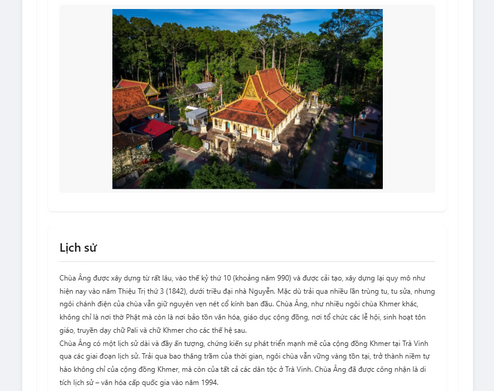 Lịch sử
Chùa Âng được xây dựng từ rất lâu, vào thế kỷ thứ 10 (khoảng năm 990) và được cải tạo, xây dựng lại quy mô như
hiện nay vào năm Thiệu Trị thứ 3 (1842), dưới triều đại nhà Nguyễn. Mặc dù trải qua nhiều lần trùng tu, tu sửa, nhưng
ngôi chánh điện của chùa vẫn giữ nguyên vẹn nét cổ kính ban đầu. Chùa Âng, như nhiều ngôi chùa Khmer khác,
không chỉ là nơi thờ Phật mà còn là nơi bảo tồn văn hóa, giáo dục cộng đồng, nơi tổ chức các lễ hội, sinh hoạt tôn
giáo, truyền dạy chữ Pali và chữ Khmer cho các thế hệ sau.
Chùa Âng có một lịch sử dài và đầy ấn tượng, chứng kiến sự phát triển mạnh mẽ của cộng đồng Khmer tại Trà Vinh
qua các giai đoạn lịch sử. Trải qua bao thăng trầm của thời gian, ngôi chùa vẫn vững vàng tồn tại, trở thành niềm tự
hào không chỉ của cộng đồng Khmer, mà còn của tất cả các dân tộc ở Trà Vinh. Chùa Âng đã được công nhận là di
tích lịch sử – văn hóa cấp quốc gia vào năm 1994.